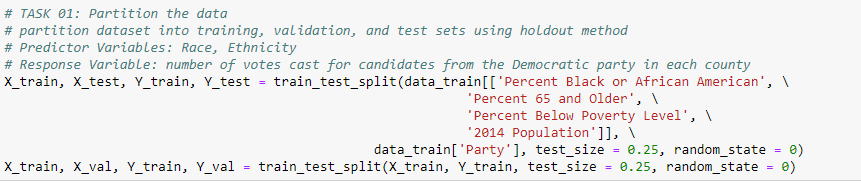 # TASK 01: Partition the data
# partition dataset into training, validation, and test sets using holdout method
# Predictor Variables: Race, Ethnicity
# Response Variable: number of votes cast for candidates from the Democratic party in each county
X_train, X_test, Y_train, Y_test = train_test_split(data_train[['Percent Black or African American', \
'Percent 65 and Older', \
'Percent Below Poverty Level', \
'2014 Population']], \
data_train['Party'], test_size = 0.25, random_state = 0)
X_train, X_val, Y_train, Y_val = train_test_split(X_train, Y_train, test_size = 0.25, random_state = 0)